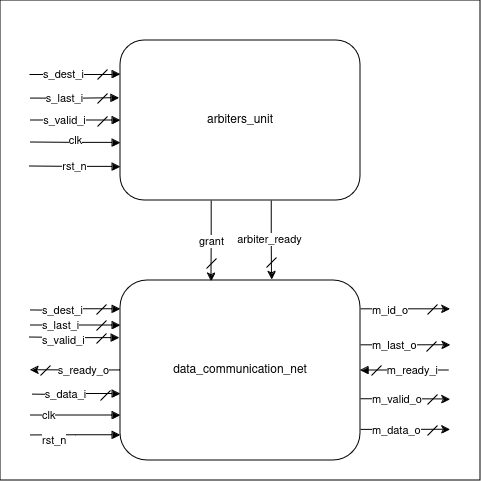 s_dest_i
s_last_i
s_valid_i
clk
rst_n
arbiters_unit
grant
arbiter_ready
s_dest_i
s_last_i
s_valid_i
s_ready_o
s_data_i
clk
rst_n
data_communication_net
m_id_o
m_last_o
m_ready_i
m_valid_o
m_data_o